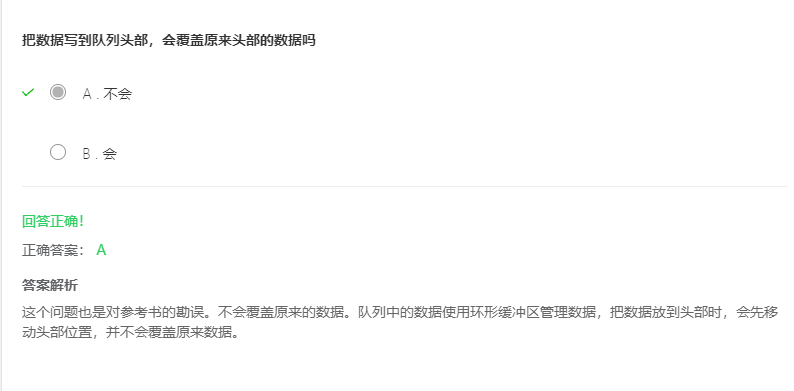 把数据写到队列头部，会覆盖原来头部的数据吗
A . 不会
B . 会
回答正确！
正确答案： A
答案解析
这个问题也是对参考书的勘误。不会覆盖原来的数据。队列中的数据使用环形缓冲区管理数据，把数据放到头部时，会先移
动头部位置，并不会覆盖原来数据。